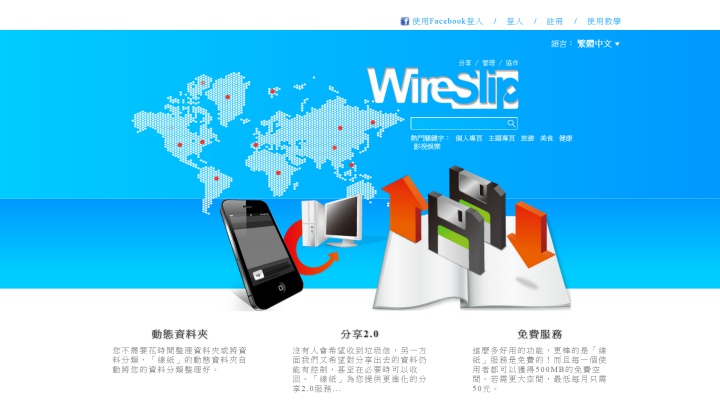 使用Facebook登入 / 登入 / 註冊 / 使用教學
語言： 繁體中文
分享 / 管理 / 協作
WireSlip
熱門關鍵字： 個人專頁 主題專頁 旅遊 美食 健康
影視娛樂
動態資料夾
您不需要花時間整理資料夾或將資
料分類，「線紙」的動態資料夾自
動將您的資料分類整理好。
分享2.0
沒有人會希望收到垃圾信，另一方
面我們又希望對分享出去的資料仍
能有控制，甚至在必要時可以收
回。「線紙」為您提供更進化的分
享2.0服務...
免費服務
這麼多好用的功能，更棒的是「線
紙」服務是免費的！而且每一個使
用者都可以獲得500MB的免費空
間。若需更大空間，最低每月只需
50元。